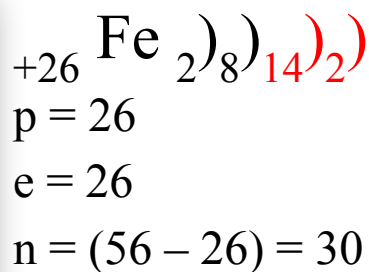 +26 Fe 2)8)14)2)
p = 26
e = 26
n = (56 – 26) = 30